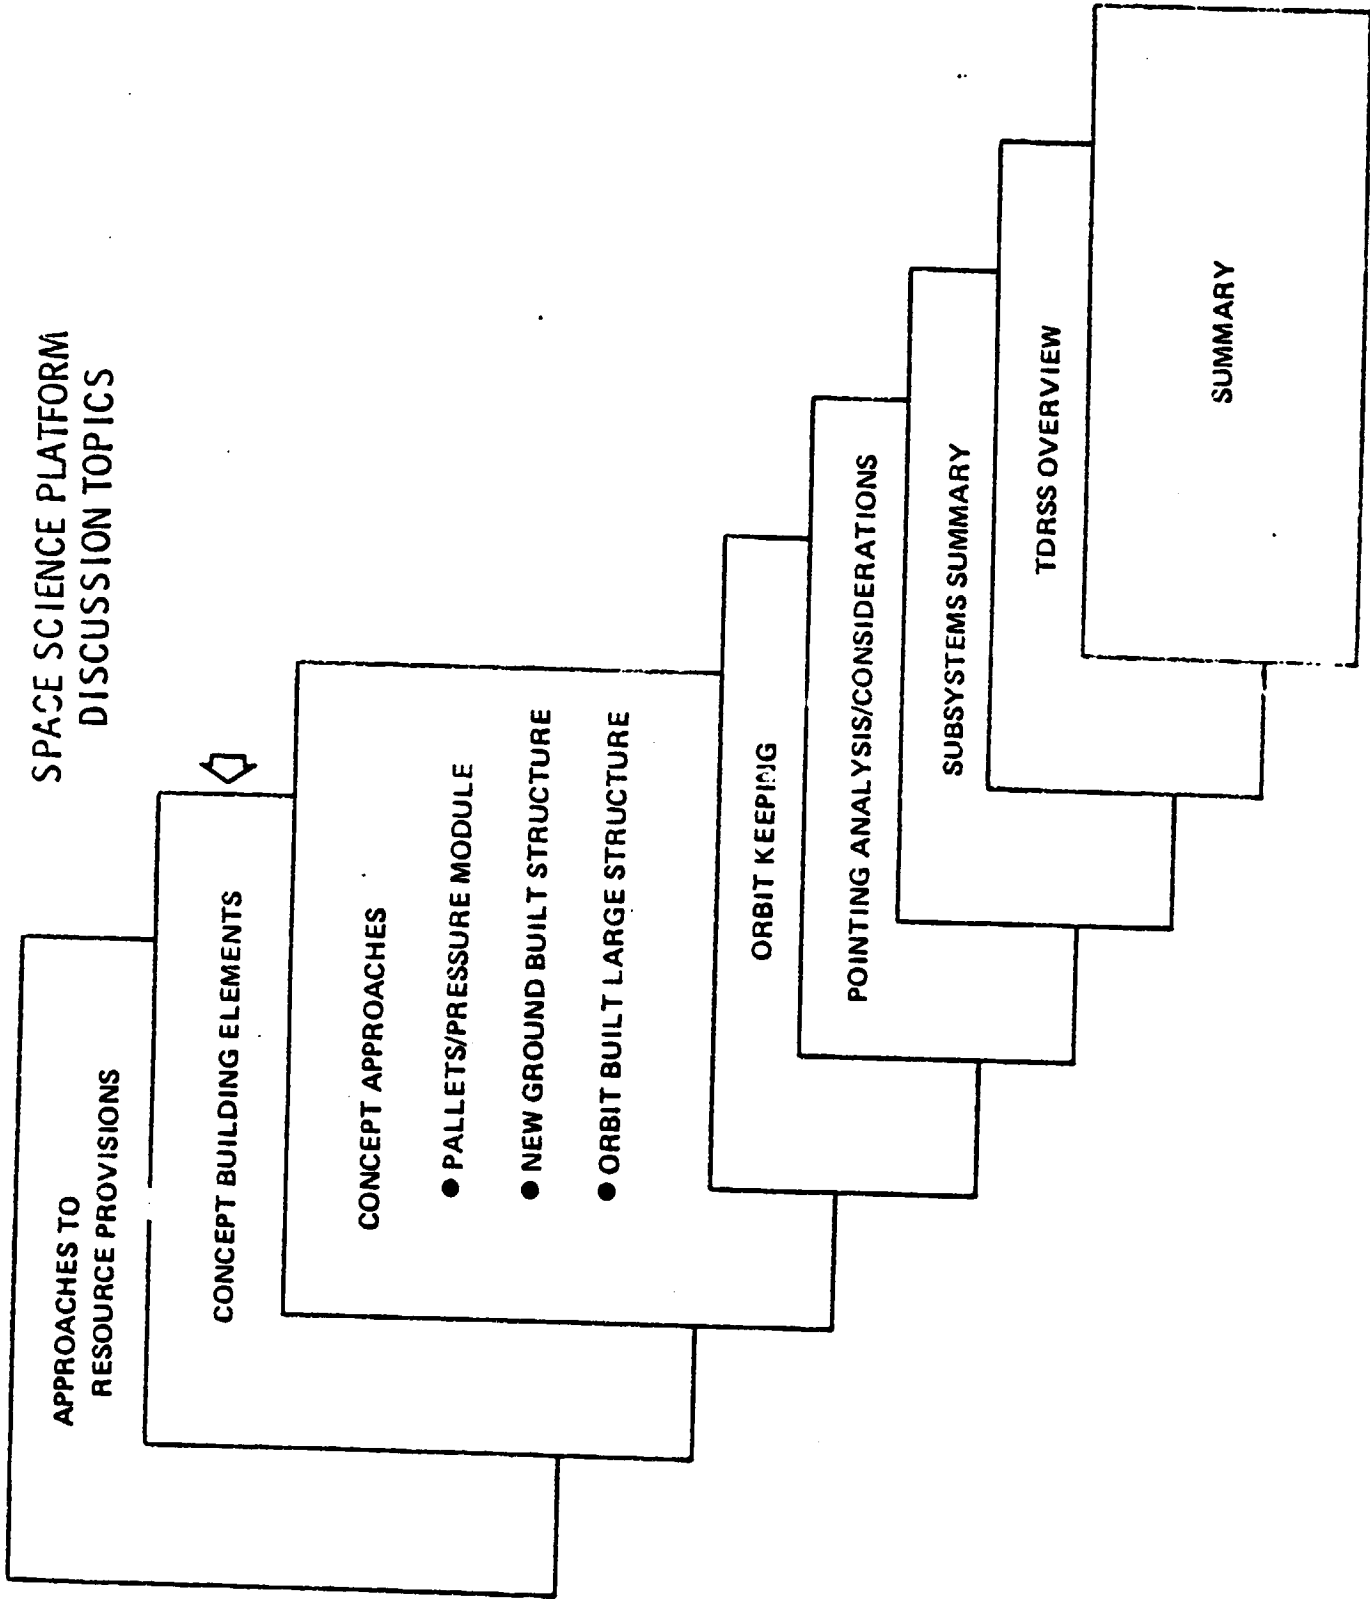 SPACE SCIENCE PLATFORM
DISCUSSION TOPICS
APPROACHES TO
RESOURCE PROVISIONS
CONCEPT BUILDING ELEMENTS
CONCEPT APPROACHES
● PALLETS/PRESSURE MODULE
● NEW GROUND BUILT STRUCTURE
● ORBIT BUILT LARGE STRUCTURE
ORBIT KEEPING
POINTING ANALYSIS/CONSIDERATIONS
SUBSYSTEMS SUMMARY
TDRSS OVERVIEW
SUMMARY